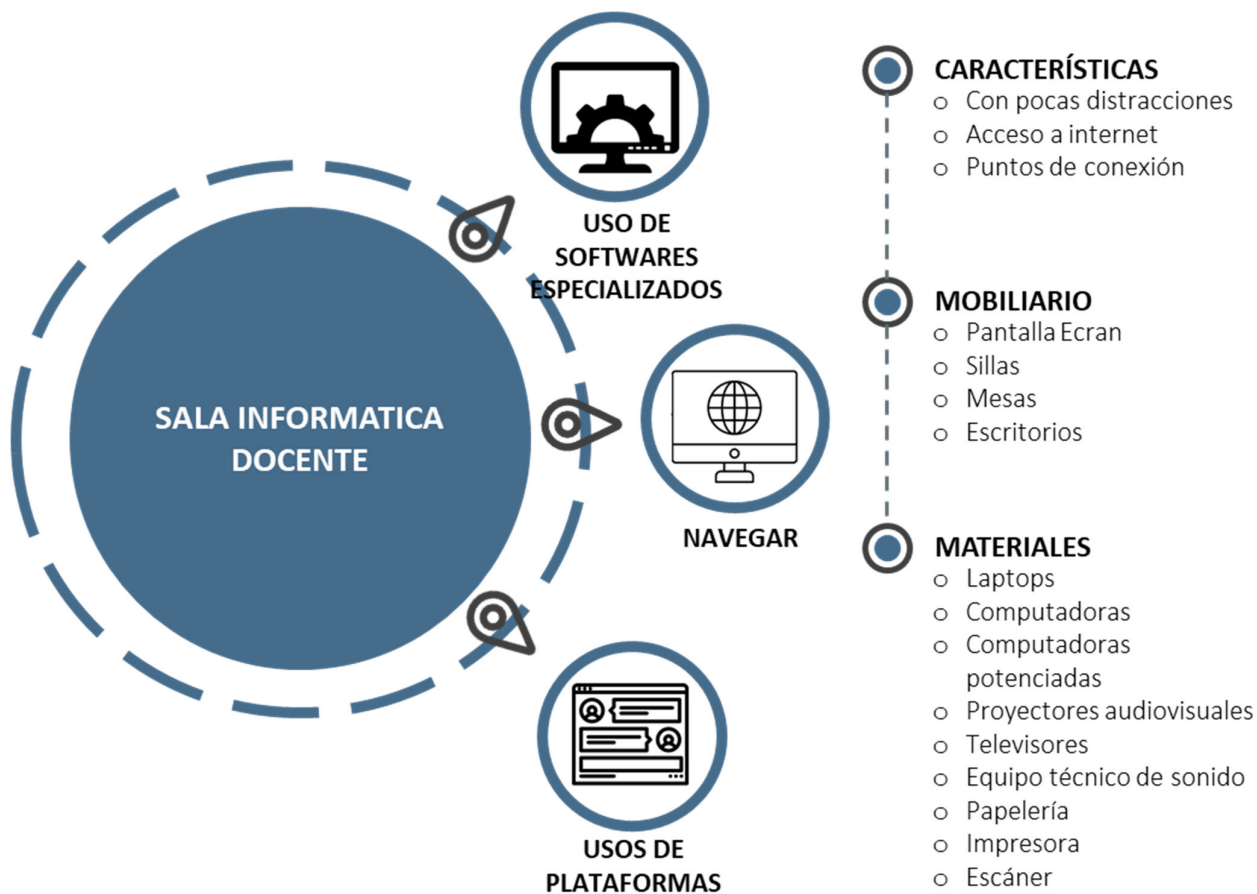 SALA INFORMATICA
DOCENTE
USO DE
SOFTWARES
ESPECIALIZADOS
NAVEGAR
USOS DE
PLATAFORMAS
CARACTERÍSTICAS
o Con pocas distracciones
o Acceso a internet
o Puntos de conexión
MOBILIARIO
o Pantalla Ecran
o Sillas
o Mesas
o Escritorios
MATERIALES
o Laptops
o Computadoras
o Computadoras
potenciadas
o Proyectores audiovisuales
o Televisores
o Equipo técnico de sonido
o Papelería
o Impresora
o Escáner